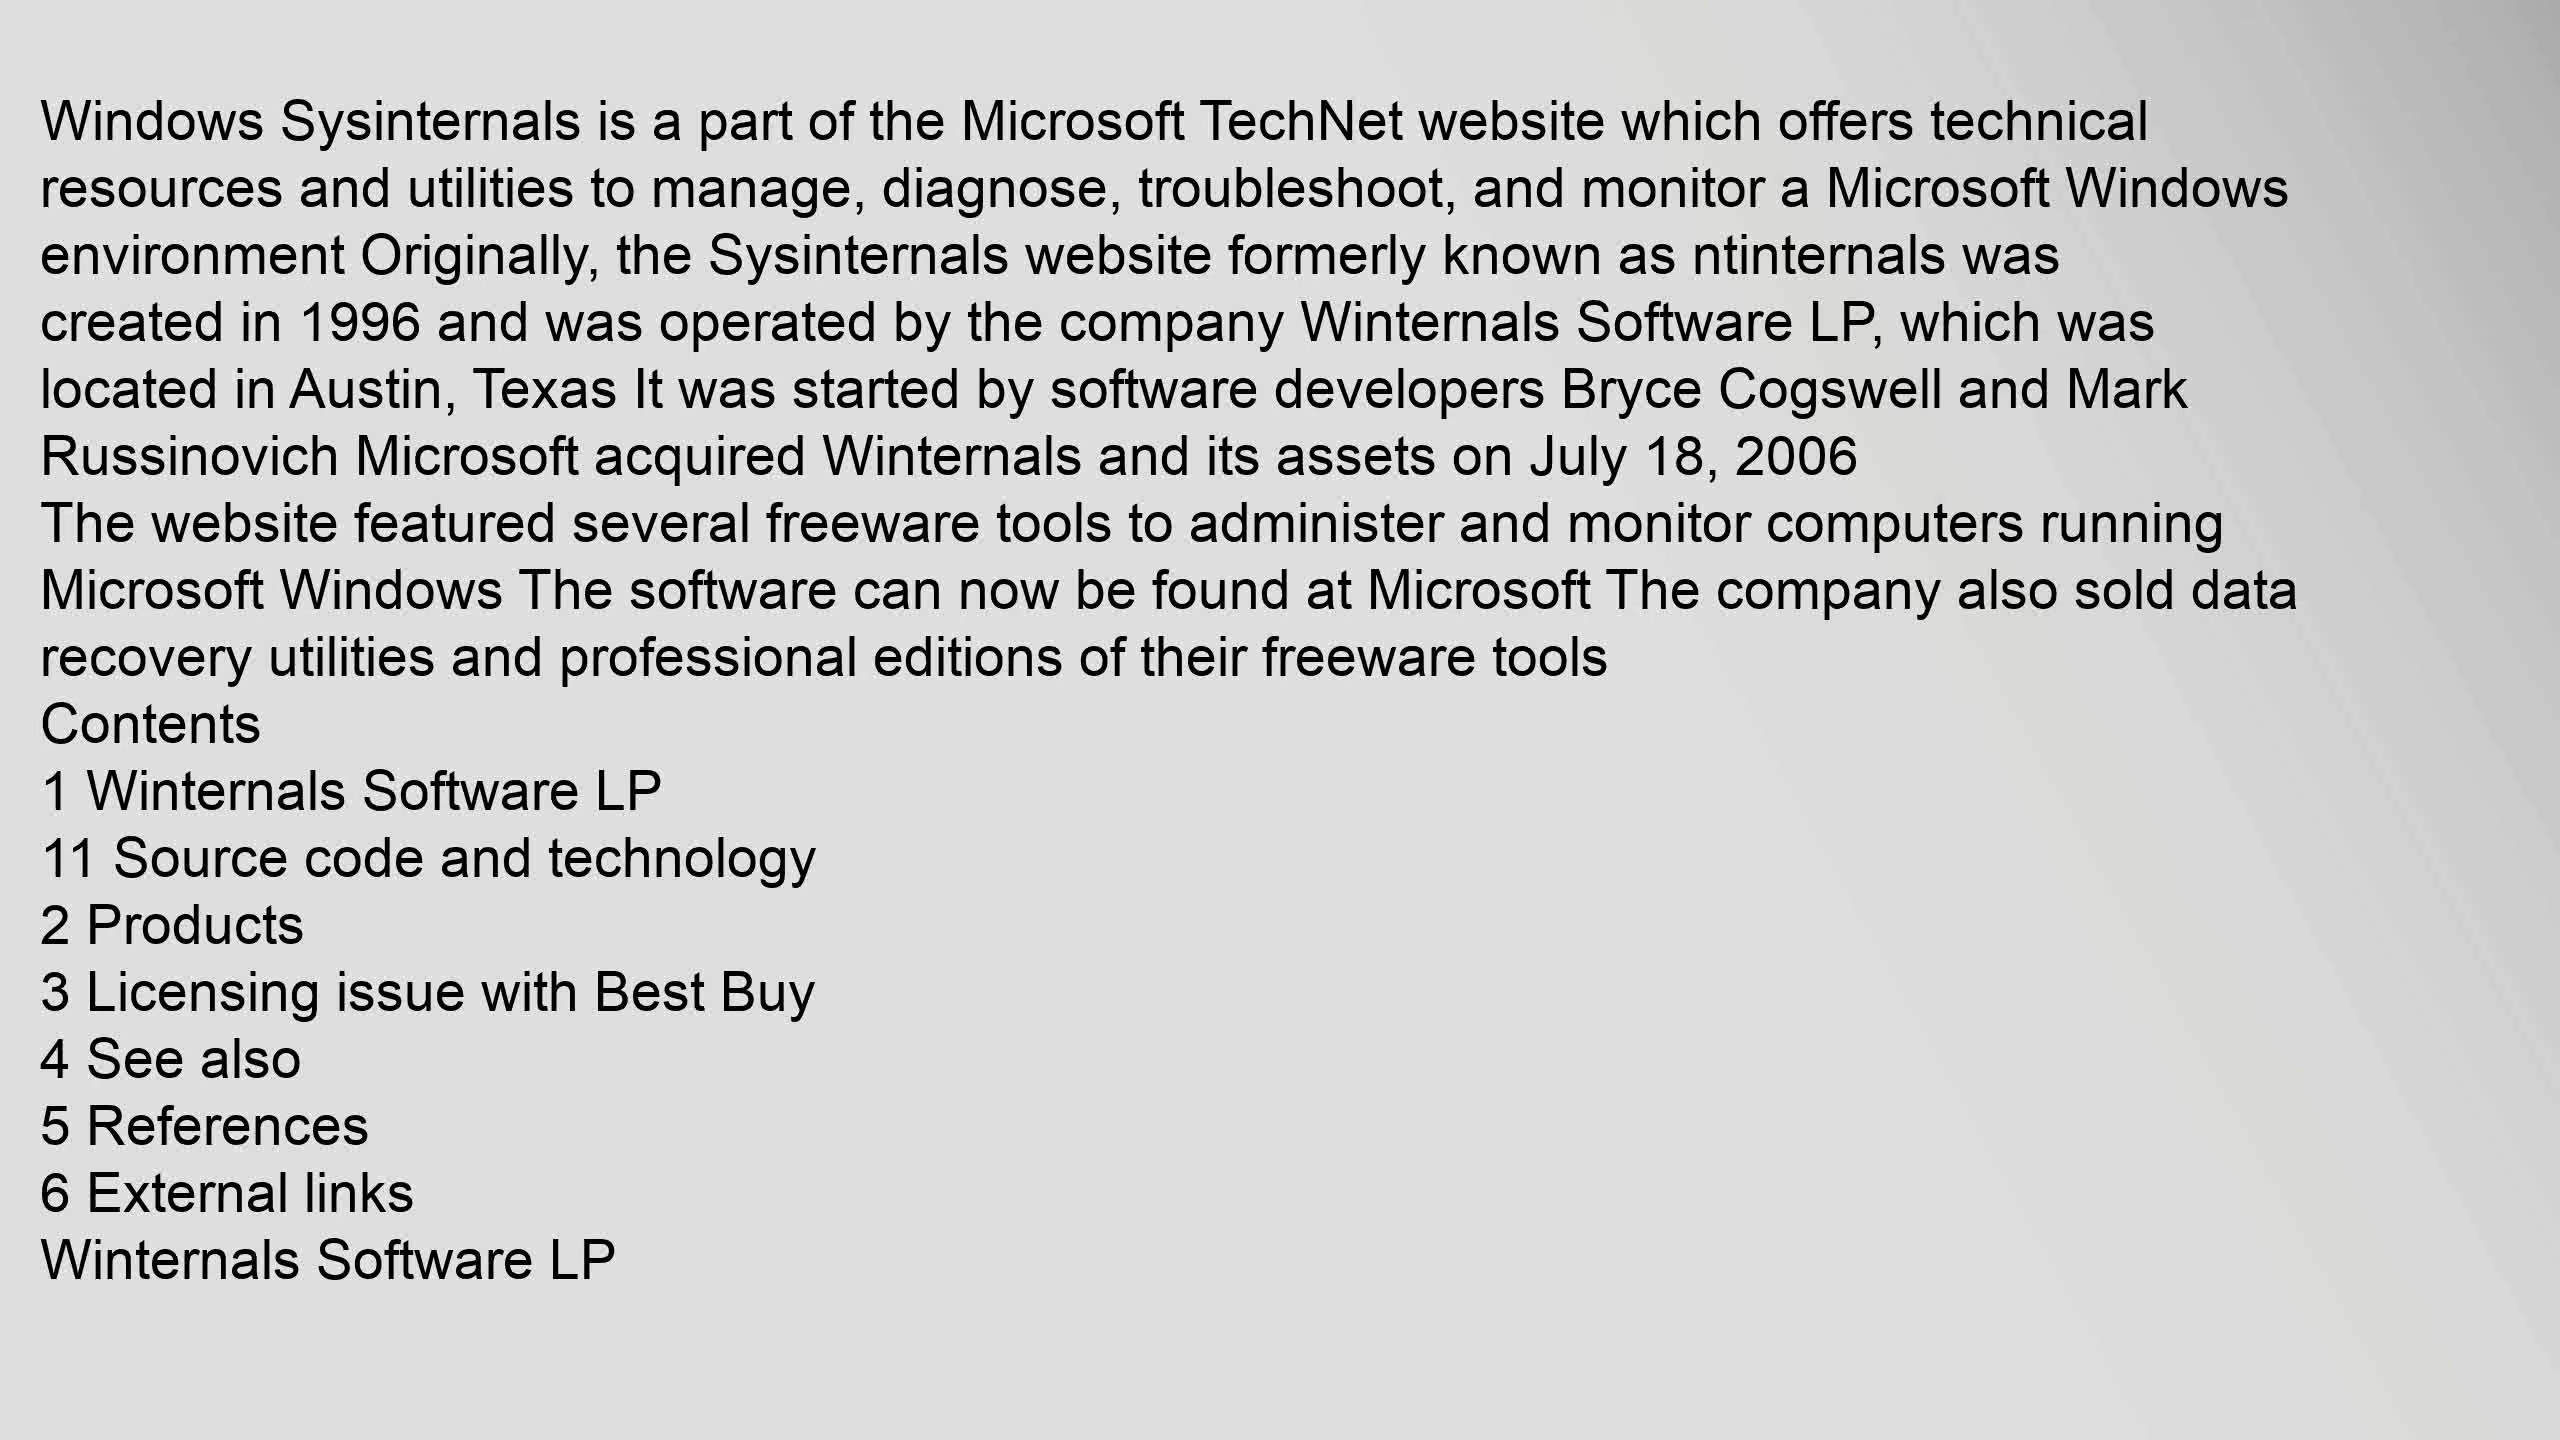 Windows Sysinternals is a part of the Microsoft TechNet website which offers technical
resources and utilities to manage, diagnose, troubleshoot, and monitor a Microsoft Windows
environment Originally, the Sysinternals website formerly known as ntinternals was
created in 1996 and was operated by the company Winternals Software LP, which was
located in Austin, Texas It was started by software developers Bryce Cogswell and Mark
Russinovich Microsoft acquired Winternals and its assets on July 18, 2006
The website featured several freeware tools to administer and monitor computers running
Microsoft Windows The software can now be found at Microsoft The company also sold data
recovery utilities and professional editions of their freeware tools
Contents
1 Winternals Software LP
11 Source code and technology
2 Products
3 Licensing issue with Best Buy
4 See also
5 References
6 External links
Winternals Software LP